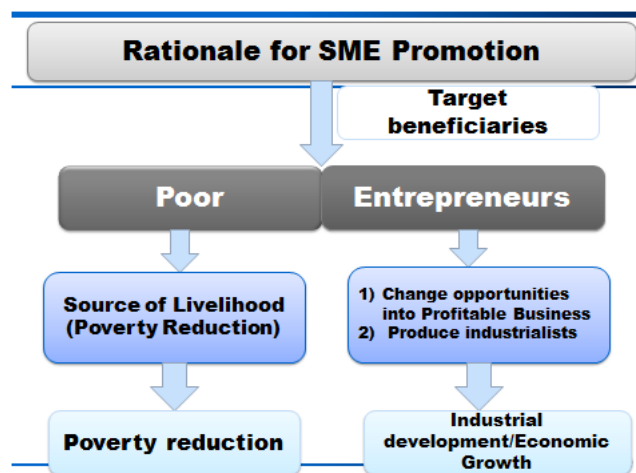 Rationale for SME Promotion
Target
beneficiaries
Poor
Entrepreneurs
Source of Livelihood
(Poverty Reduction)
1) Change opportunities
into Profitable Business
2) Produce industrialists
Poverty reduction
Industrial
development/Economic
Growth